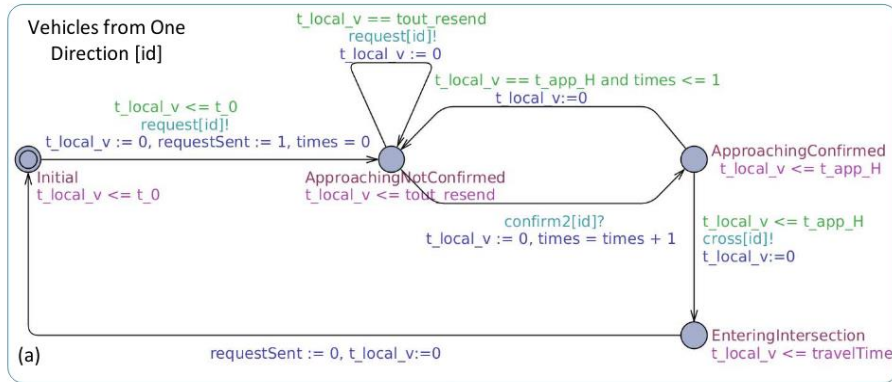 Vehicles from One
Direction [id]
t_local_v == tout_resend
request[id]!
t_local_v := 0
t_local_v == t_app_H and times <= 1
t_local_v:=0
t_local_v <= t_0
request[id]!
t_local_v := 0, requestSent := 1, times = 0
Initial
t_local_v <= t_0
ApproachingNotConfirmed
t_local_v <= tout_resend
ApproachingConfirmed
t_local_v <= t_app_H
confirm2[id]?
t_local_v := 0, times = times + 1
t_local_v <= t_app_H
cross[id]!
t_local_v:=0
EnteringIntersection
t_local_v <= travelTime
(a)
requestSent := 0, t_local_v:=0